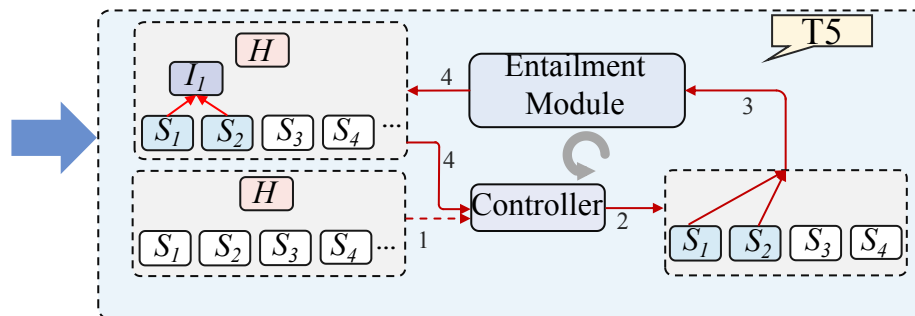 T5
H
I1
S1 S2 S3 S4 ...
4
Entailment
Module
3
4
H
S1 S2 S3 S4 ...
1
Controller
2
S1 S2 S3 S4